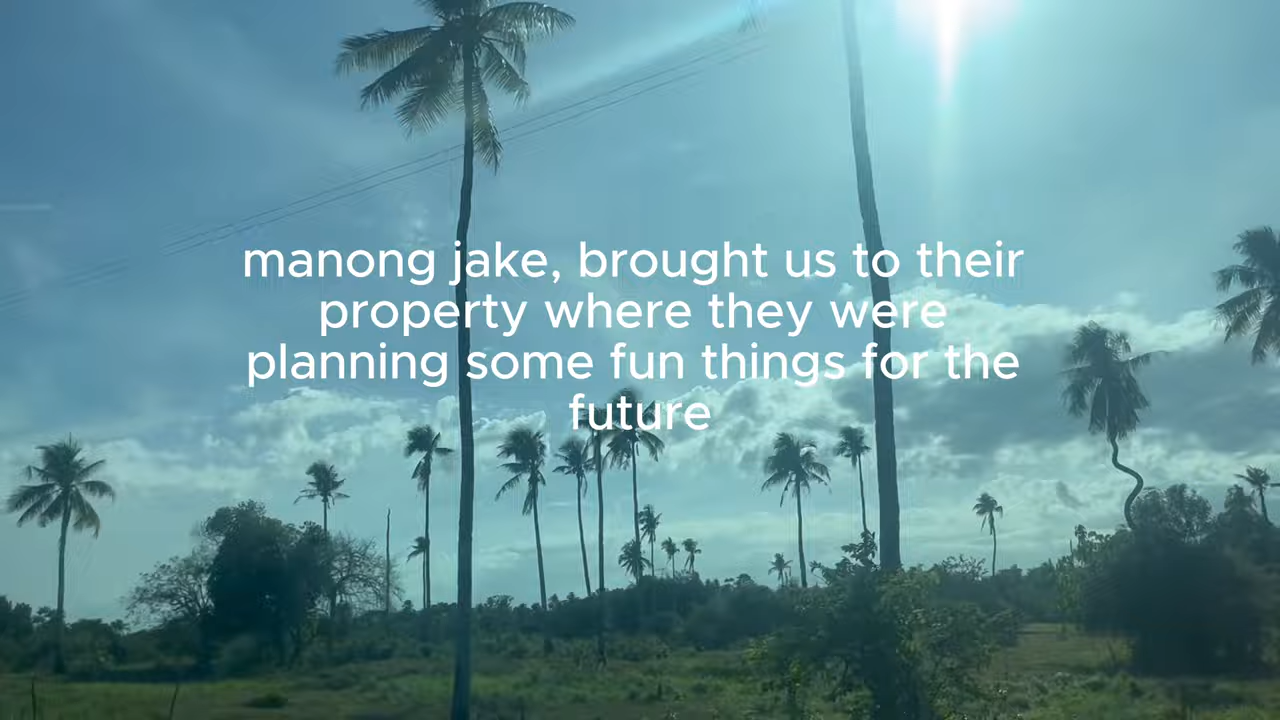 manong jake, brought us to their
property where they were
planning some fun things for the
future